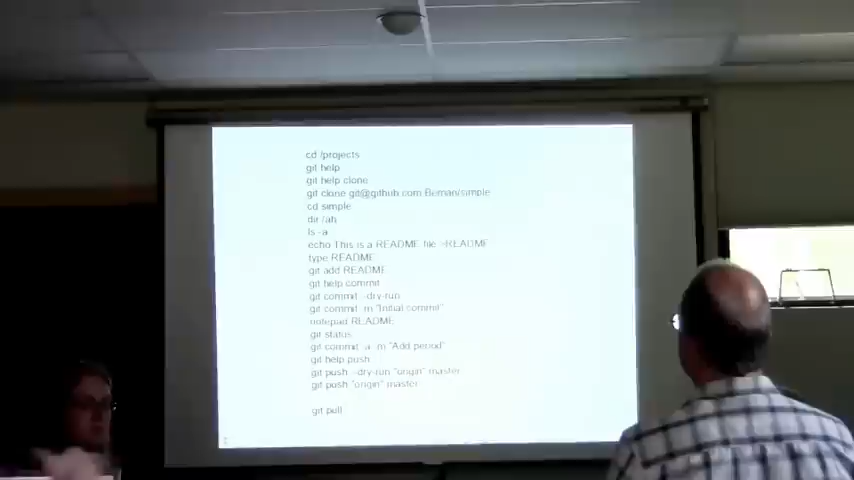 cd /projects
git help
git help clone
git clone git@github.com:Beman/simple
cd simple
dir /ah
ls -a
echo This is a README file >README
type README
git add README
git help commit
git commit --dry-run
git commit -m "Initial commit"
notepad README
git status
git commit -a -m "Add period"
git help push
git push --dry-run "origin" master
git push "origin" master
git pull